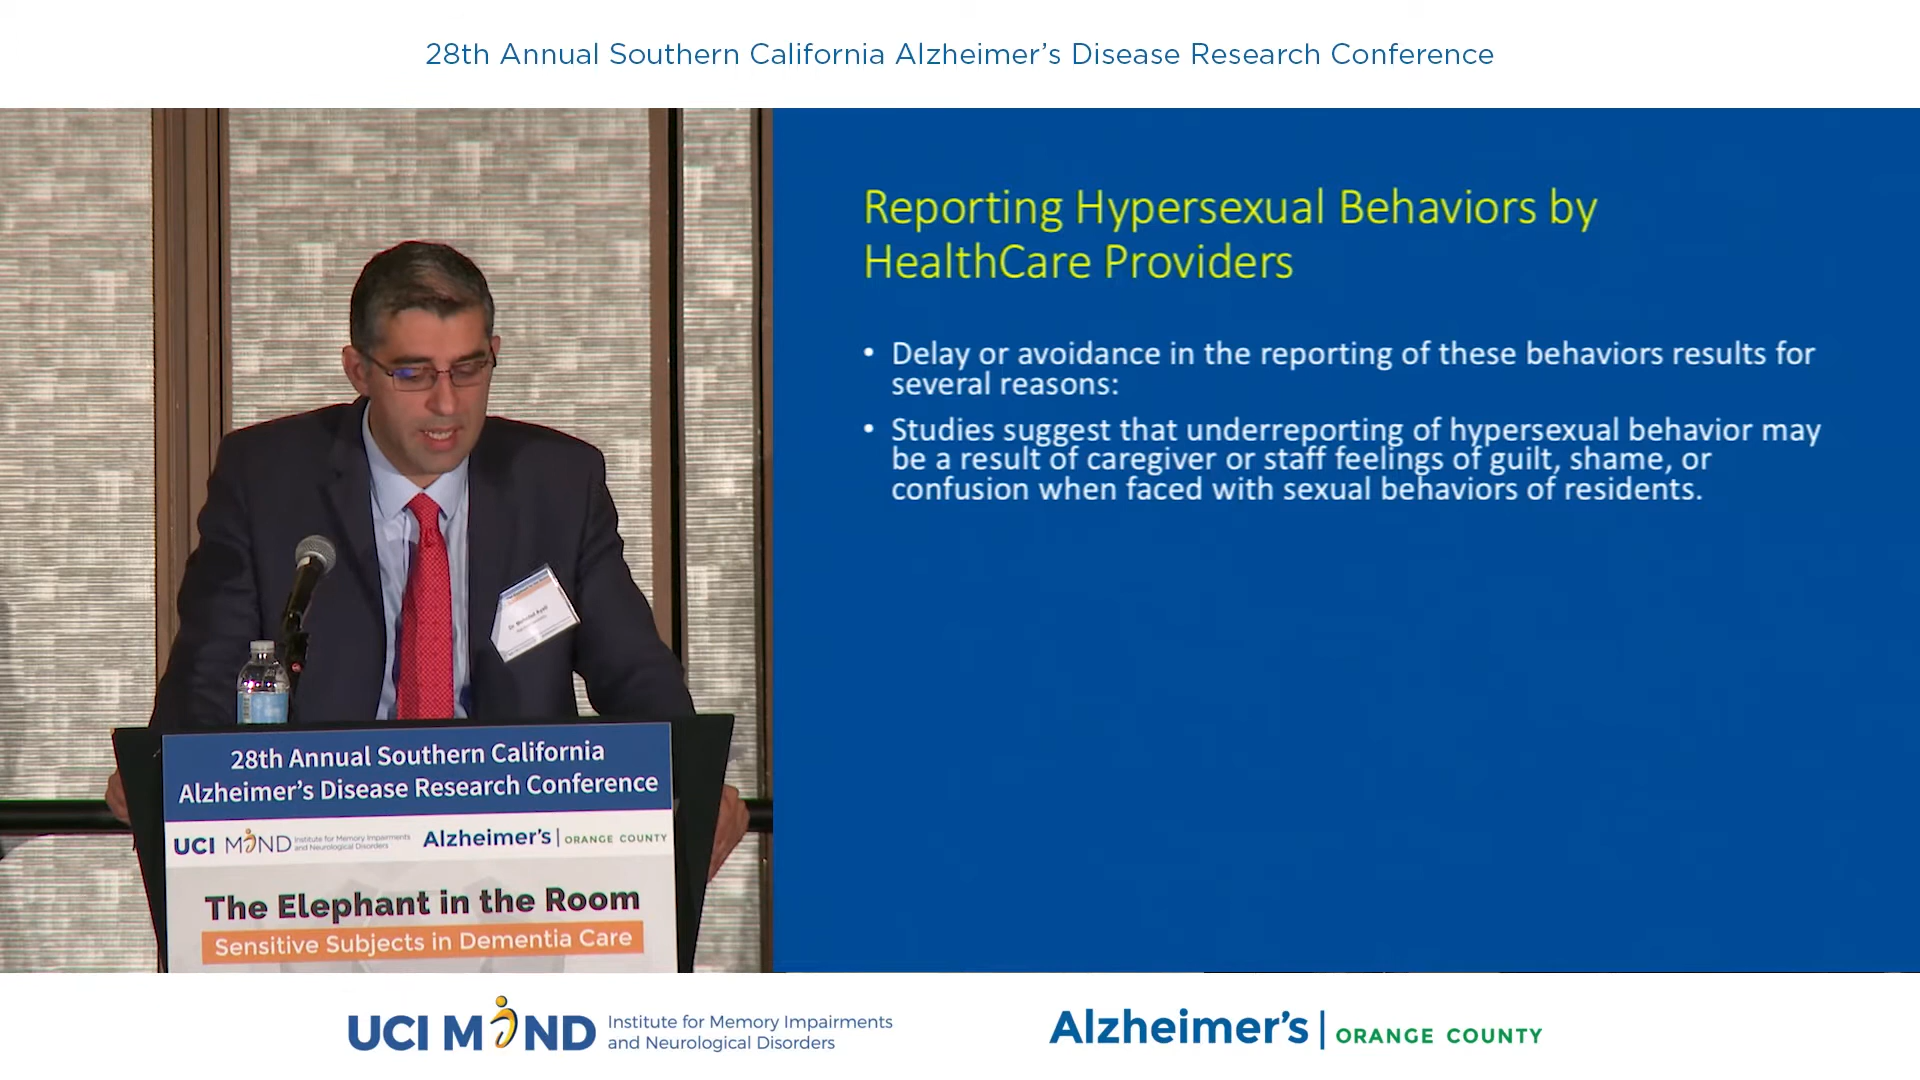 28th Annual Southern California Alzheimer's Disease Research Conference
Reporting Hypersexual Behaviors by
HealthCare Providers
• Delay or avoidance in the reporting of these behaviors results for
several reasons:
• Studies suggest that underreporting of hypersexual behavior may
be a result of caregiver or staff feelings of guilt, shame, or
confusion when faced with sexual behaviors of residents.
28th Annual Southern California
Alzheimer's Disease Research Conference
UCI MIND Institute for Memory Impairments
and Neurological Disorders
Alzheimer's | ORANGE COUNTY
The Elephant in the Room
Sensitive Subjects in Dementia Care
UCI MIND Institute for Memory Impairments
and Neurological Disorders
Alzheimer's | ORANGE COUNTY